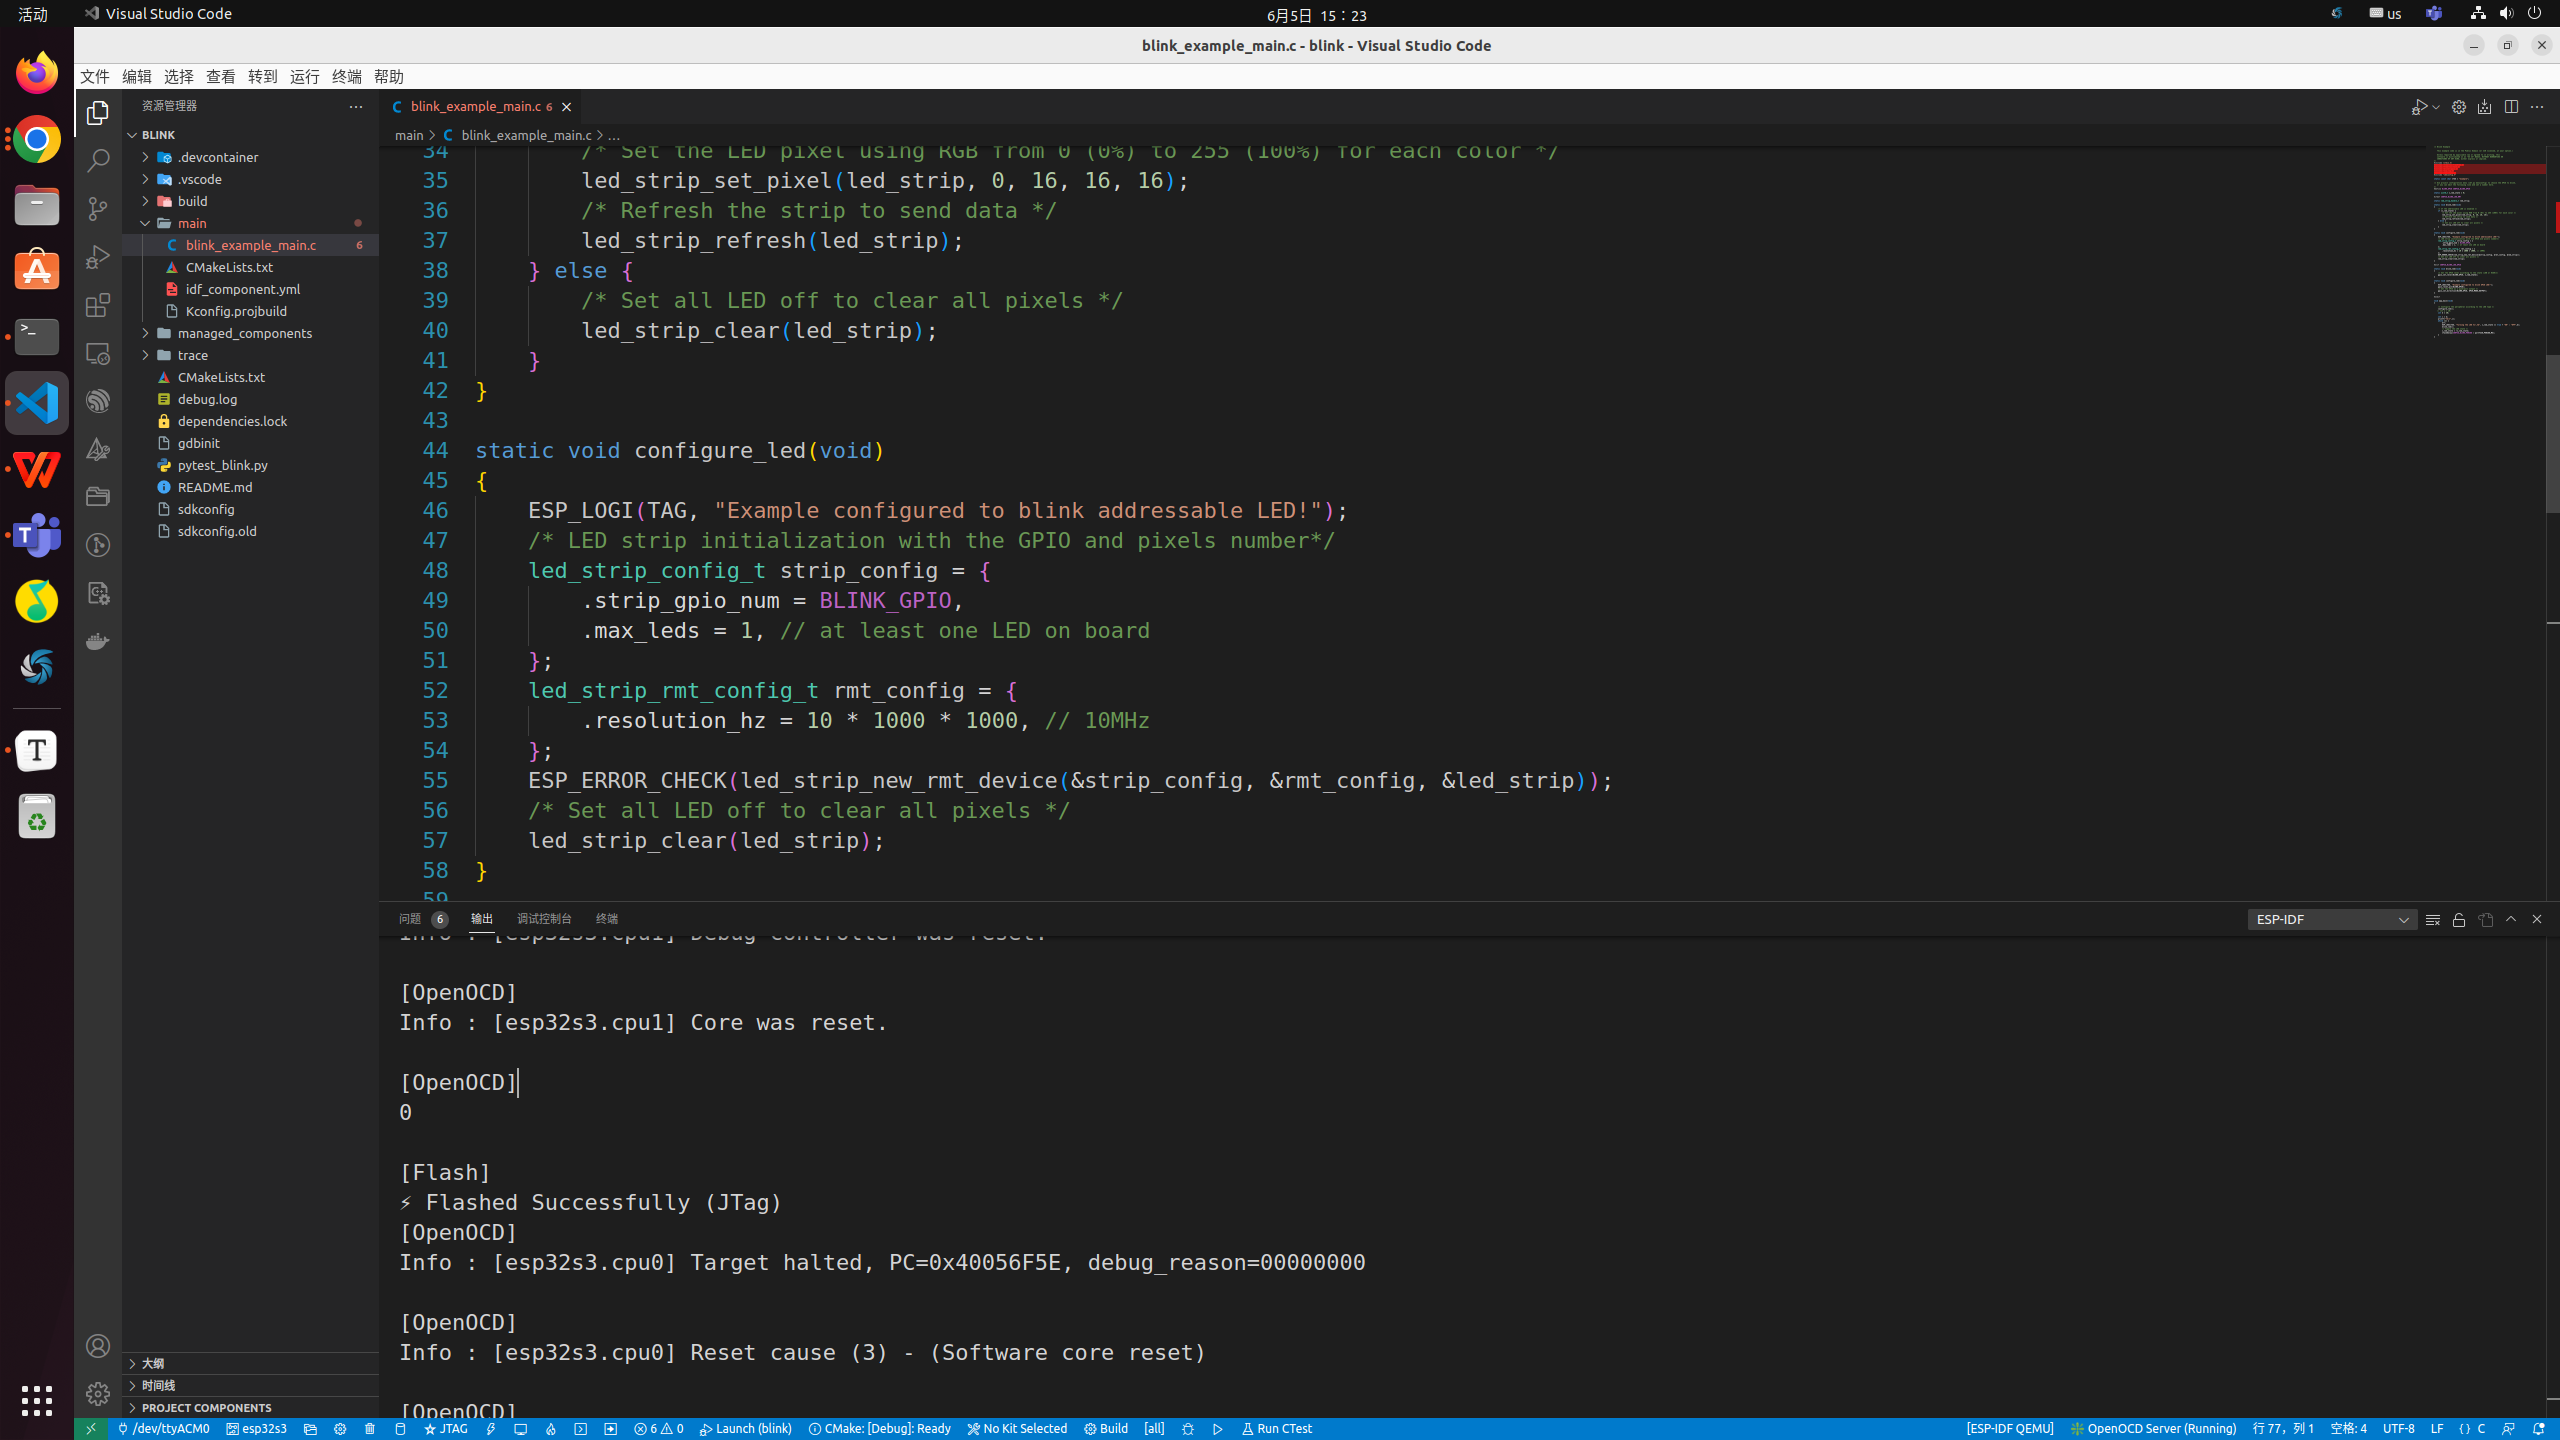 活动
Visual Studio Code
6月5日 15：23
us
blink_example_main.c - blink - Visual Studio Code
文件 编辑 选择 查看 转到 运行 终端 帮助
资源管理器
BLINK
.devcontainer
.vscode
build
main
blink_example_main.c 6
CMakeLists.txt
idf_component.yml
Kconfig.projbuild
managed_components
trace
CMakeLists.txt
debug.log
dependencies.lock
gdbinit
pytest_blink.py
README.md
sdkconfig
sdkconfig.old
大纲
时间线
PROJECT COMPONENTS
blink_example_main.c 6
main > blink_example_main.c > ...
34 /* Set the LED pixel using RGB from 0 (0%) to 255 (100%) for each color */
35 led_strip_set_pixel(led_strip, 0, 16, 16, 16);
36 /* Refresh the strip to send data */
37 led_strip_refresh(led_strip);
38 } else {
39 /* Set all LED off to clear all pixels */
40 led_strip_clear(led_strip);
41 }
42 }
43
44 static void configure_led(void)
45 {
46 ESP_LOGI(TAG, "Example configured to blink addressable LED!");
47 /* LED strip initialization with the GPIO and pixels number*/
48 led_strip_config_t strip_config = {
49 .strip_gpio_num = BLINK_GPIO,
50 .max_leds = 1, // at least one LED on board
51 };
52 led_strip_rmt_config_t rmt_config = {
53 .resolution_hz = 10 * 1000 * 1000, // 10MHz
54 };
55 ESP_ERROR_CHECK(led_strip_new_rmt_device(&strip_config, &rmt_config, &led_strip));
56 /* Set all LED off to clear all pixels */
57 led_strip_clear(led_strip);
58 }
59
问题 6 输出 调试控制台 终端
ESP-IDF
Info : [esp32s3.cpu1] Debug controller was reset.
[OpenOCD]
Info : [esp32s3.cpu1] Core was reset.
[OpenOCD]
0
[Flash]
⚡ Flashed Successfully (JTag)
[OpenOCD]
Info : [esp32s3.cpu0] Target halted, PC=0x40056F5E, debug_reason=00000000
[OpenOCD]
Info : [esp32s3.cpu0] Reset cause (3) - (Software core reset)
[OpenOCD]
/dev/ttyACM0 esp32s3 JTAG 6 0 Launch (blink) CMake: [Debug]: Ready No Kit Selected Build [all] Run CTest [ESP-IDF QEMU] OpenOCD Server (Running) 行 77，列 1 空格: 4 UTF-8 LF {} C